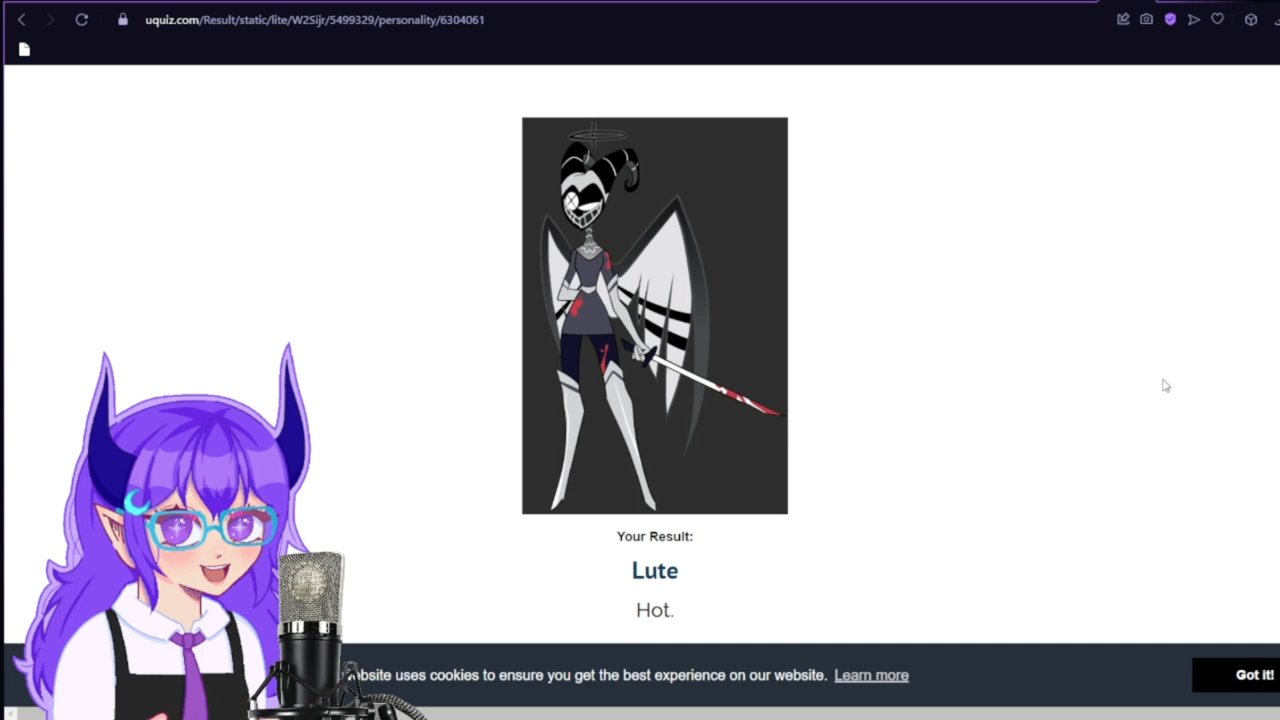 uquiz.com/Result/static/lite/W2Sijr/5499329/personality/6304061
Your Result:
Lute
Hot.
website uses cookies to ensure you get the best experience on our website. Learn more
Got it!